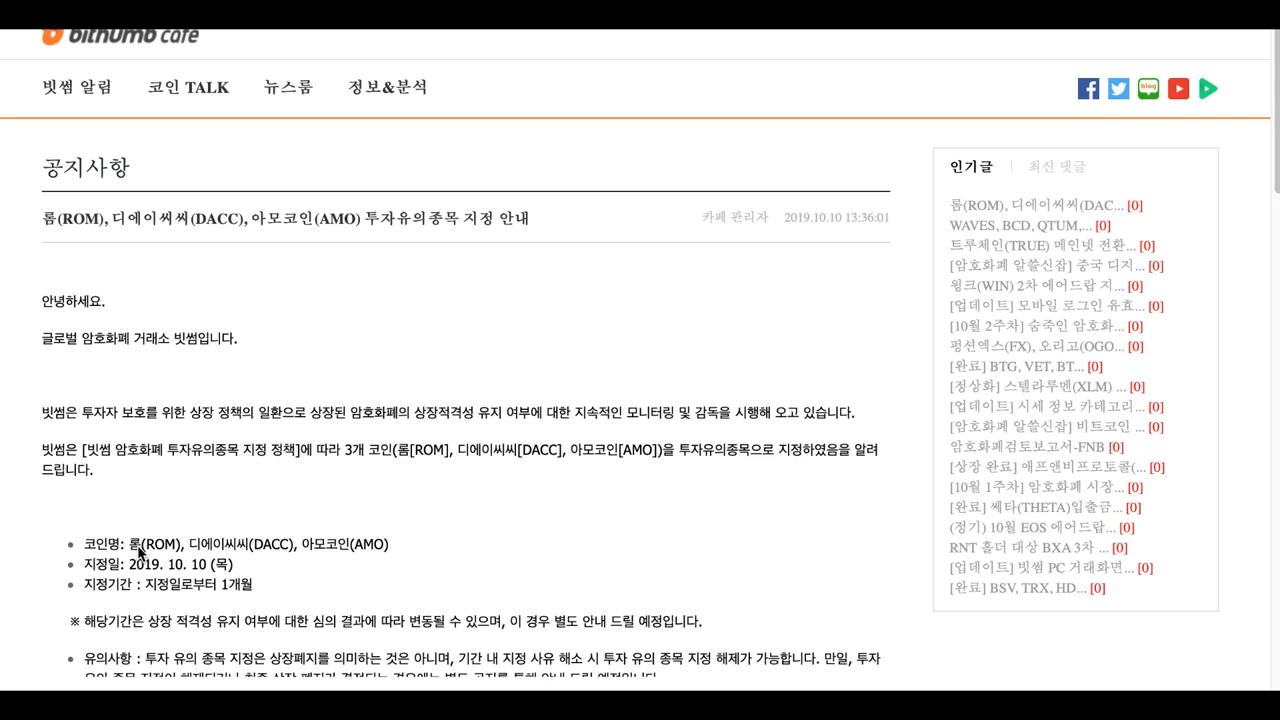 bithumb cafe
빗썸 알림 코인 TALK 뉴스룸 정보&분석
blog
공지사항
롬(ROM), 디에이씨씨(DACC), 아모코인(AMO) 투자유의종목 지정 안내 카페 관리자 2019.10.10 13:36:01
안녕하세요.
글로벌 암호화폐 거래소 빗썸입니다.
빗썸은 투자자 보호를 위한 상장 정책의 일환으로 상장된 암호화폐의 상장적격성 유지 여부에 대한 지속적인 모니터링 및 감독을 시행해 오고 있습니다.
빗썸은 [빗썸 암호화폐 투자유의종목 지정 정책]에 따라 3개 코인(롬[ROM], 디에이씨씨[DACC], 아모코인[AMO])을 투자유의종목으로 지정하였음을 알려
드립니다.
코인명: 롬(ROM), 디에이씨씨(DACC), 아모코인(AMO)
지정일: 2019. 10. 10 (목)
지정기간 : 지정일로부터 1개월
※ 해당기간은 상장 적격성 유지 여부에 대한 심의 결과에 따라 변동될 수 있으며, 이 경우 별도 안내 드릴 예정입니다.
유의사항 : 투자 유의 종목 지정은 상장폐지를 의미하는 것은 아니며, 기간 내 지정 사유 해소 시 투자 유의 종목 지정 해제가 가능합니다. 만일, 투자
인기글 최신 댓글
롬(ROM), 디에이씨씨(DAC... [0]
WAVES, BCD, QTUM,... [0]
트루체인(TRUE) 메인넷 전환... [0]
[암호화폐 알쓸신잡] 중국 디지... [0]
윙크(WIN) 2차 에어드랍 지... [0]
[업데이트] 모바일 로그인 유효... [0]
[10월 2주차] 숨죽인 암호화... [0]
펑션엑스(FX), 오리고(OGO... [0]
[완료] BTG, VET, BT... [0]
[정상화] 스텔라루멘(XLM) ... [0]
[업데이트] 시세 정보 카테고리... [0]
[암호화폐 알쓸신잡] 비트코인 ... [0]
암호화폐검토보고서-FNB [0]
[상장 완료] 애프앤비프로토콜(... [0]
[10월 1주차] 암호화폐 시장... [0]
[완료] 쎄타(THETA)입출금... [0]
(정기) 10월 EOS 에어드랍... [0]
RNT 홀더 대상 BXA 3차 ... [0]
[업데이트] 빗썸 PC 거래화면... [0]
[완료] BSV, TRX, HD... [0]